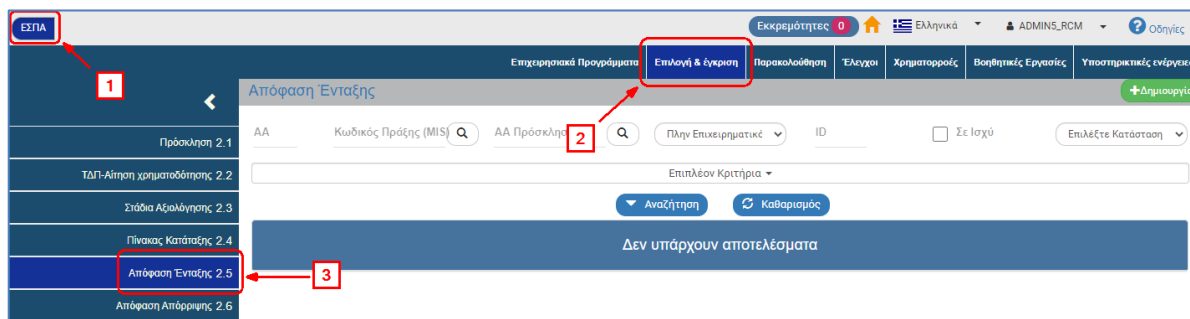 ΕΣΠΑ
Εκκρεμότητες 0 Ελληνικά ADMIN5_RCM Οδηγίες
1
Επιχειρησιακά Προγράμματα Επιλογή & έγκριση Παρακολούθηση Έλεγχοι Χρηματορροές Βοηθητικές Εργασίες Υποστηρικτικές ενέργειες
Απόφαση Ένταξης +Δημιουργία
2
ΑΑ Κωδικός Πράξης (MIS) ΑΑ Πρόσκλησ Πλην Επιχειρηματικέ ID Σε Ισχύ Επιλέξτε Κατάσταση
Επιπλέον Κριτήρια
Αναζήτηση Καθαρισμός
Δεν υπάρχουν αποτελέσματα
Πρόσκληση 2.1
ΤΔΠ-Αίτηση χρηματοδότησης 2.2
Στάδια Αξιολόγησης 2.3
Πίνακας Κατάταξης 2.4
Απόφαση Ένταξης 2.5
3
Απόφαση Απόρριψης 2.6